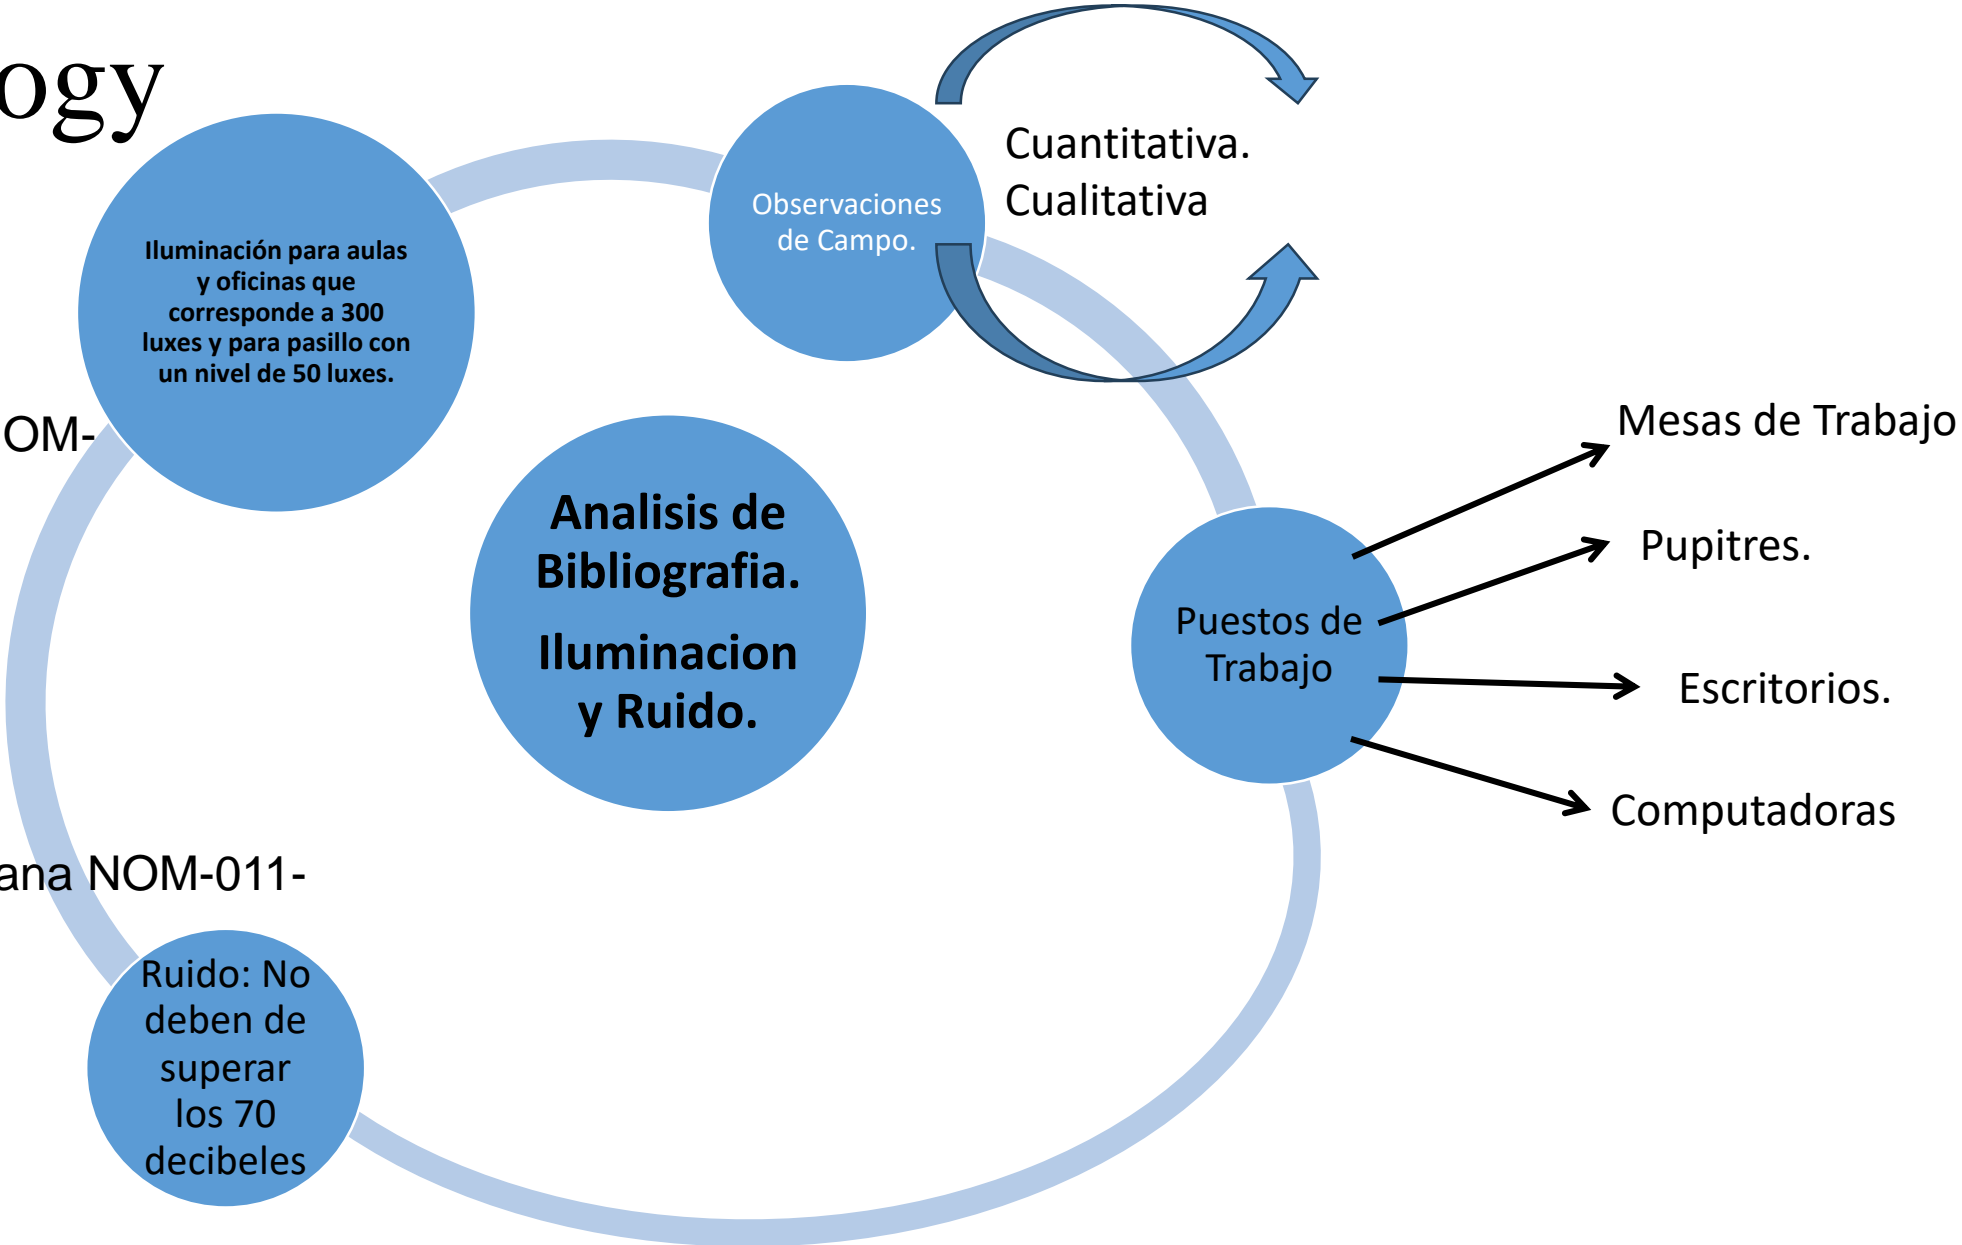 ogy
Observaciones
de Campo.
Cuantitativa.
Cualitativa
Iluminación para aulas
y oficinas que
corresponde a 300
luxes y para pasillo con
un nivel de 50 luxes.
OM-
Analisis de
Bibliografia.
Iluminacion
y Ruido.
Mesas de Trabajo
Pupitres.
Puestos de
Trabajo
Escritorios.
Computadoras
ana NOM-011-
Ruido: No
deben de
superar
los 70
decibeles